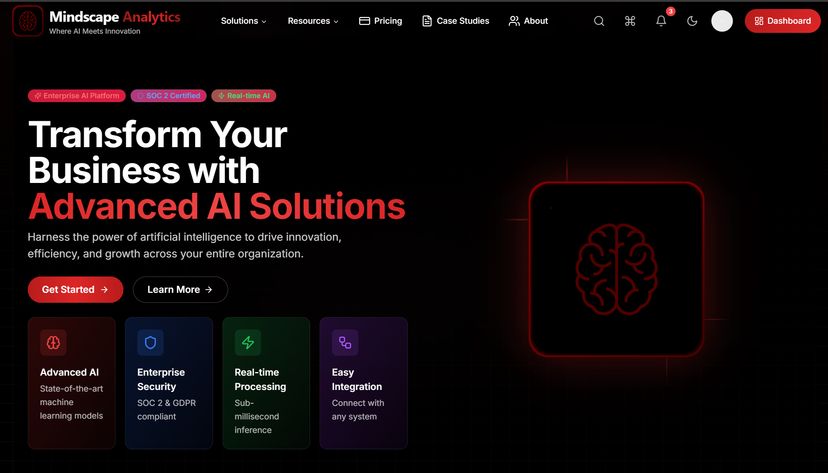 Mindscape Analytics
Where AI Meets Innovation
Solutions
Resources
Pricing
Case Studies
About
3
Dashboard
Enterprise AI Platform
SOC 2 Certified
Real-time AI
Transform Your
Business with
Advanced AI Solutions
Harness the power of artificial intelligence to drive innovation,
efficiency, and growth across your entire organization.
Get Started
Learn More
Advanced AI
State-of-the-art
machine
learning models
Enterprise
Security
SOC 2 & GDPR
compliant
Real-time
Processing
Sub-
millisecond
inference
Easy
Integration
Connect with
any system